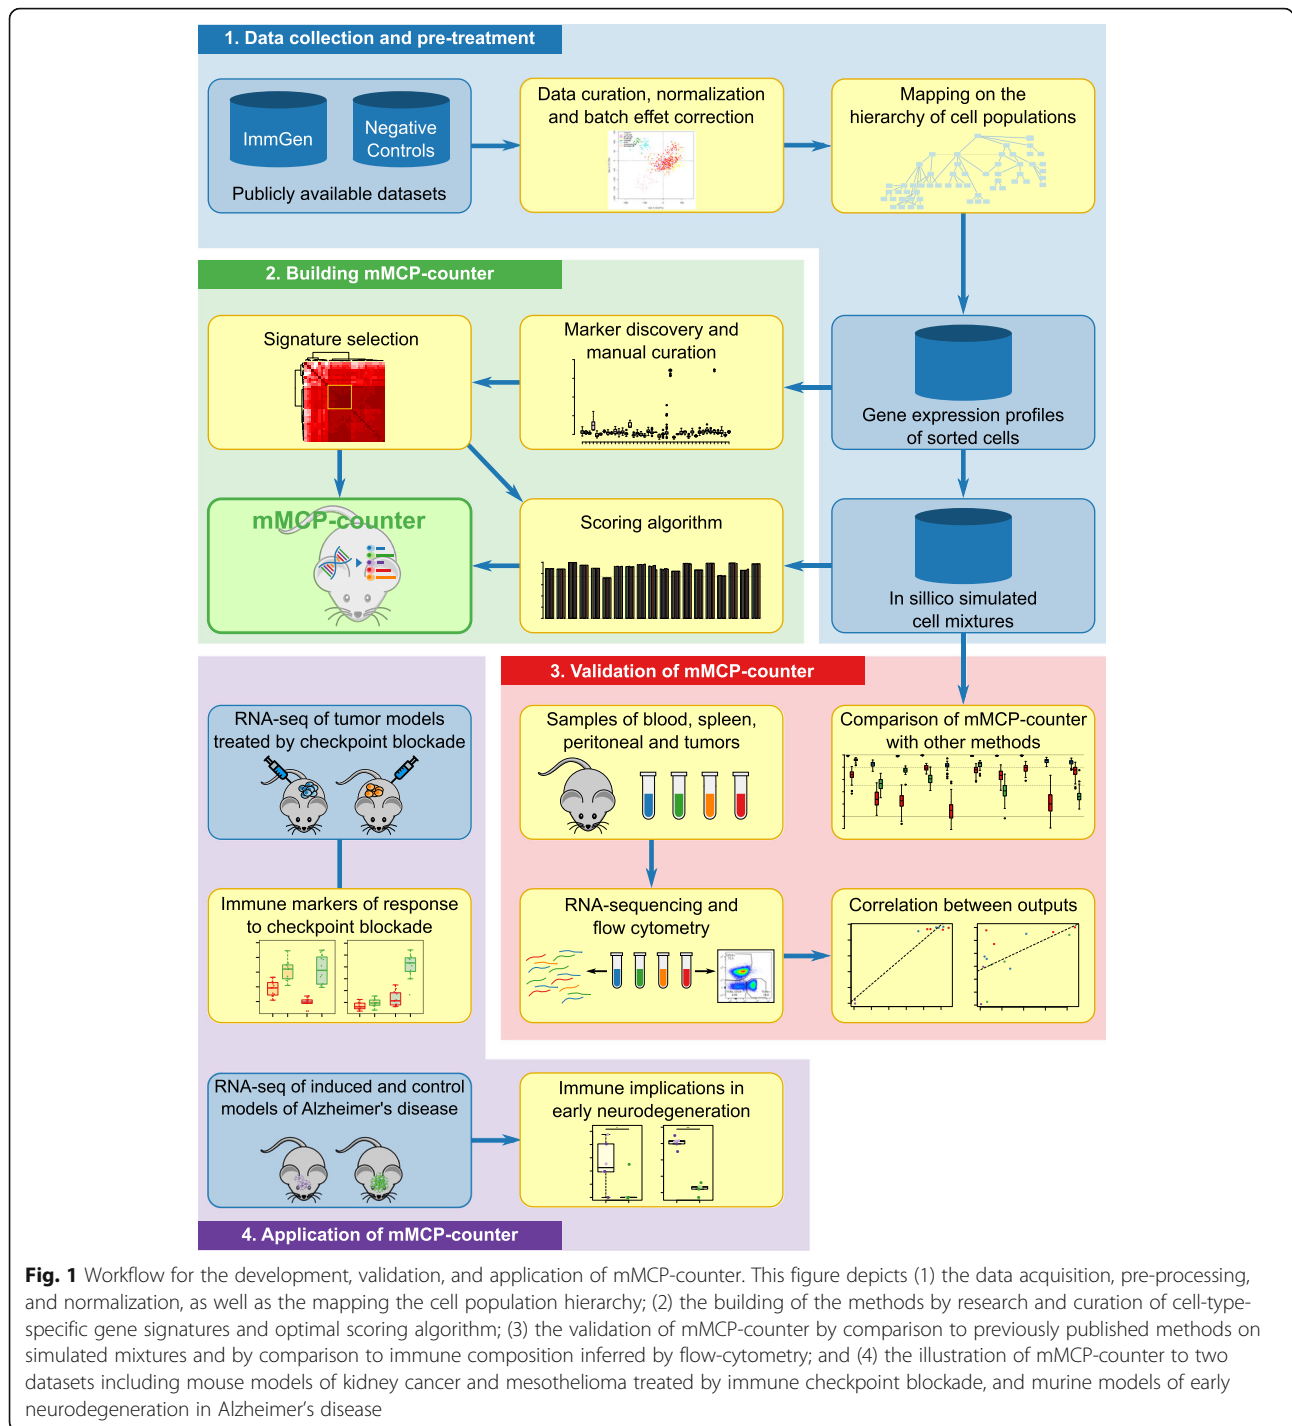 1. Data collection and pre-treatment
ImmGen
Negative
Controls
Publicly available datasets
Data curation, normalization
and batch effet correction
Mapping on the
hierarchy of cell populations
2. Building mMCP-counter
Signature selection
Marker discovery and
manual curation
Gene expression profiles
of sorted cells
mMCP-counter
Scoring algorithm
In sillico simulated
cell mixtures
3. Validation of mMCP-counter
RNA-seq of tumor models
treated by checkpoint blockade
Samples of blood, spleen,
peritoneal and tumors
Comparison of mMCP-counter
with other methods
Immune markers of response
to checkpoint blockade
RNA-sequencing and
flow cytometry
Correlation between outputs
RNA-seq of induced and control
models of Alzheimer's disease
Immune implications in
early neurodegeneration
4. Application of mMCP-counter
Fig. 1 Workflow for the development, validation, and application of mMCP-counter. This figure depicts (1) the data acquisition, pre-processing,
and normalization, as well as the mapping the cell population hierarchy; (2) the building of the methods by research and curation of cell-type-
specific gene signatures and optimal scoring algorithm; (3) the validation of mMCP-counter by comparison to previously published methods on
simulated mixtures and by comparison to immune composition inferred by flow-cytometry; and (4) the illustration of mMCP-counter to two
datasets including mouse models of kidney cancer and mesothelioma treated by immune checkpoint blockade, and murine models of early
neurodegeneration in Alzheimer's disease